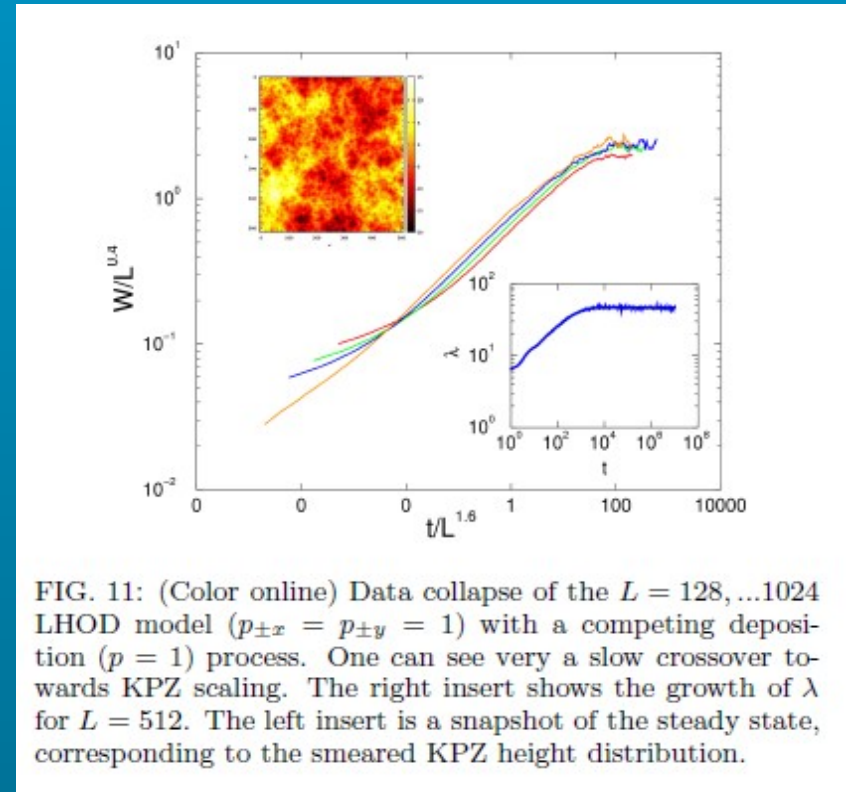 10¹
10⁰
10⁻¹
10⁻²
W/L^0.4
0 0 0 1 100 10000
t/L^1.6
10²
10¹
10⁰
λ
10⁰ 10² 10⁴ 10⁶ 10⁸
t
FIG. 11: (Color online) Data collapse of the L = 128, ...1024
LHOD model (p±x = p±y = 1) with a competing deposi-
tion (p = 1) process. One can see very a slow crossover to-
wards KPZ scaling. The right insert shows the growth of λ
for L = 512. The left insert is a snapshot of the steady state,
corresponding to the smeared KPZ height distribution.